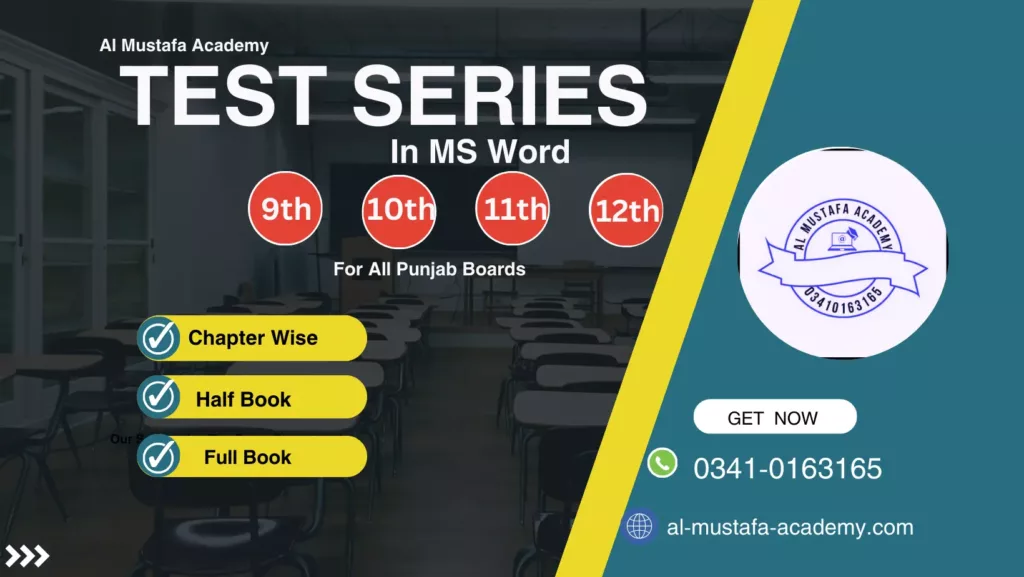 Al Mustafa Academy
TEST SERIES
In MS Word
9th 10th 11th 12th
For All Punjab Boards
Chapter Wise
Half Book
Our
Full Book
AL MUSTAFA ACADEMY
03410163165
GET NOW
0341-0163165
al-mustafa-academy.com